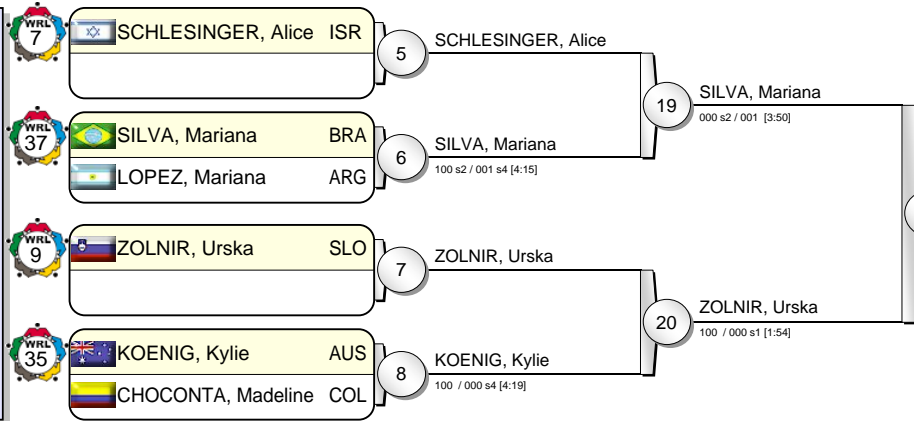 WRL
7
SCHLESINGER, Alice ISR
5
SCHLESINGER, Alice
19
SILVA, Mariana
000 s2 / 001 [3:50]
WRL
37
SILVA, Mariana BRA
LOPEZ, Mariana ARG
6
SILVA, Mariana
100 s2 / 001 s4 [4:15]
WRL
9
ZOLNIR, Urska SLO
7
ZOLNIR, Urska
20
ZOLNIR, Urska
100 / 000 s1 [1:54]
WRL
35
KOENIG, Kylie AUS
CHOCONTA, Madeline COL
8
KOENIG, Kylie
100 / 000 s4 [4:19]